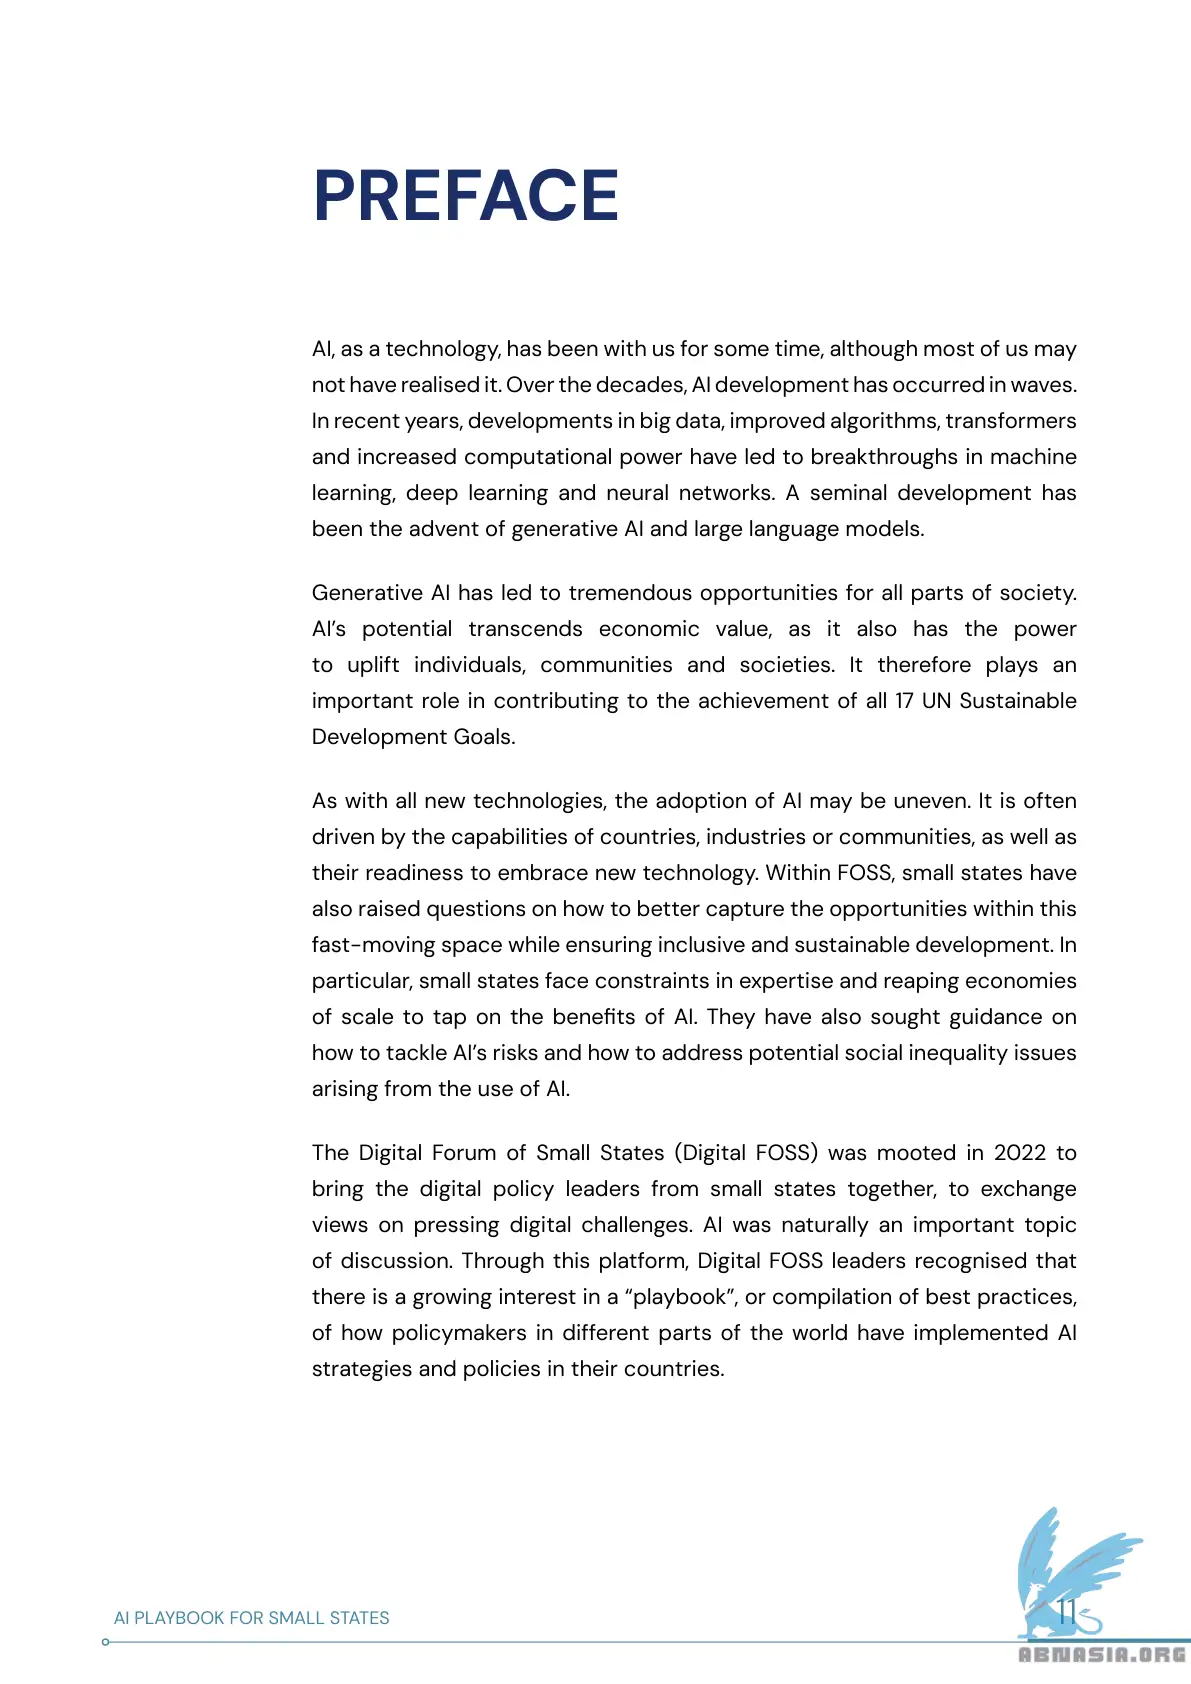 PREFACE
AI, as a technology, has been with us for some time, although most of us may
not have realised it. Over the decades, AI development has occurred in waves.
In recent years, developments in big data, improved algorithms, transformers
and increased computational power have led to breakthroughs in machine
learning, deep learning and neural networks. A seminal development has
been the advent of generative AI and large language models.
Generative AI has led to tremendous opportunities for all parts of society.
AI’s potential transcends economic value, as it also has the power
to uplift individuals, communities and societies. It therefore plays an
important role in contributing to the achievement of all 17 UN Sustainable
Development Goals.
As with all new technologies, the adoption of AI may be uneven. It is often
driven by the capabilities of countries, industries or communities, as well as
their readiness to embrace new technology. Within FOSS, small states have
also raised questions on how to better capture the opportunities within this
fast-moving space while ensuring inclusive and sustainable development. In
particular, small states face constraints in expertise and reaping economies
of scale to tap on the benefits of AI. They have also sought guidance on
how to tackle AI’s risks and how to address potential social inequality issues
arising from the use of AI.
The Digital Forum of Small States (Digital FOSS) was mooted in 2022 to
bring the digital policy leaders from small states together, to exchange
views on pressing digital challenges. AI was naturally an important topic
of discussion. Through this platform, Digital FOSS leaders recognised that
there is a growing interest in a “playbook”, or compilation of best practices,
of how policymakers in different parts of the world have implemented AI
strategies and policies in their countries.
AI PLAYBOOK FOR SMALL STATES
11
ABNASIA.ORG